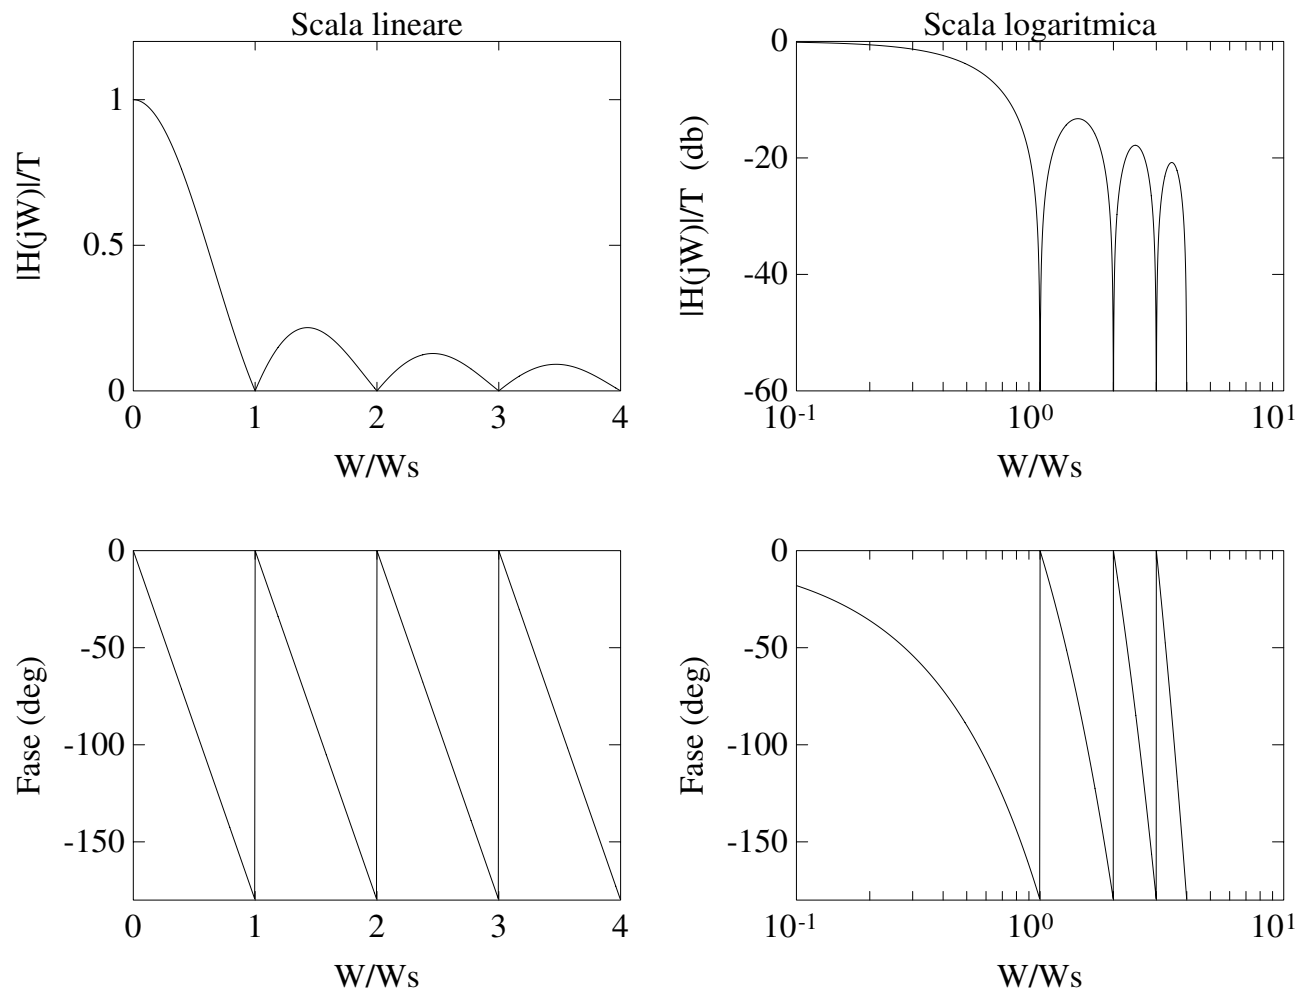 Scala lineare
|H(jW)|/T
1
0.5
0
0 1 2 3 4
W/Ws
Scala logaritmica
|H(jW)|/T (db)
0
-20
-40
-60
10-1 100 101
W/Ws
Fase (deg)
0
-50
-100
-150
0 1 2 3 4
W/Ws
Fase (deg)
0
-50
-100
-150
10-1 100 101
W/Ws